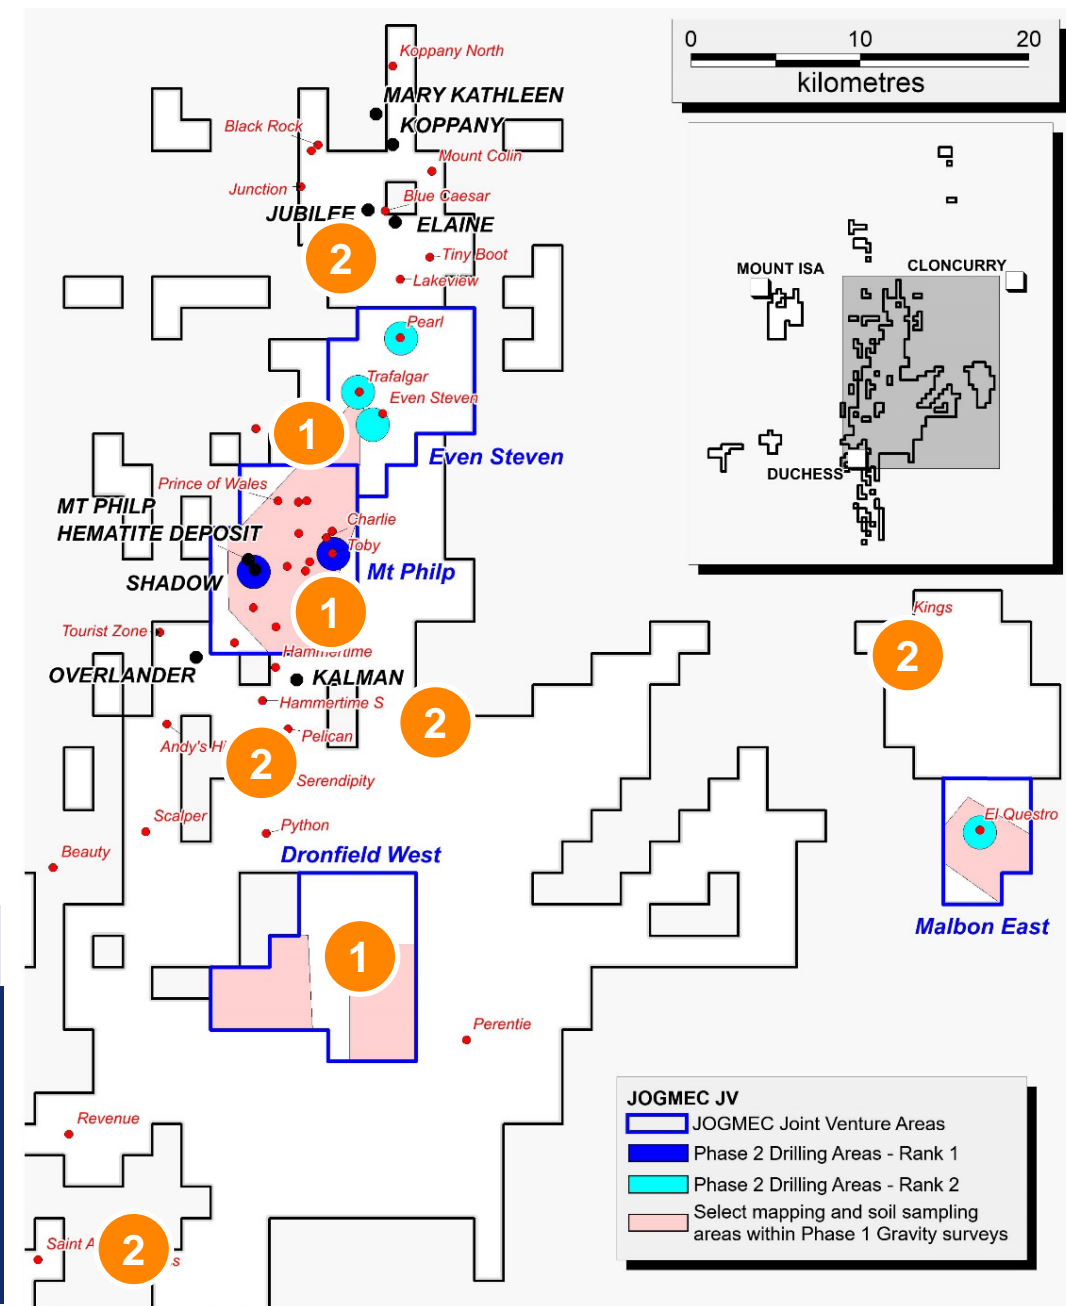 Koppany North
MARY KATHLEEN
Black Rock
KOPPANY
Mount Colin
Junction
Blue Caesar
JUBILEE
ELAINE
2
Tiny Boot
Lakeview
Pearl
Trafalgar
Even Steven
1
Even Steven
Prince of Wales
MT PHILP
HEMATITE DEPOSIT
Charlie
Toby
SHADOW
Mt Philp
1
Tourist Zone
Hammertime
OVERLANDER
KALMAN
Hammertime S
2
Andy's Hi
Pelican
2
Serendipity
Scalper
Python
Beauty
Dronfield West
1
Perentie
Revenue
Saint A
2
s
Kings
2
El Questro
Malbon East
0 10 20
kilometres
MOUNT ISA
CLONCURRY
DUCHESS
JOGMEC JV
JOGMEC Joint Venture Areas
Phase 2 Drilling Areas - Rank 1
Phase 2 Drilling Areas - Rank 2
Select mapping and soil sampling
areas within Phase 1 Gravity surveys